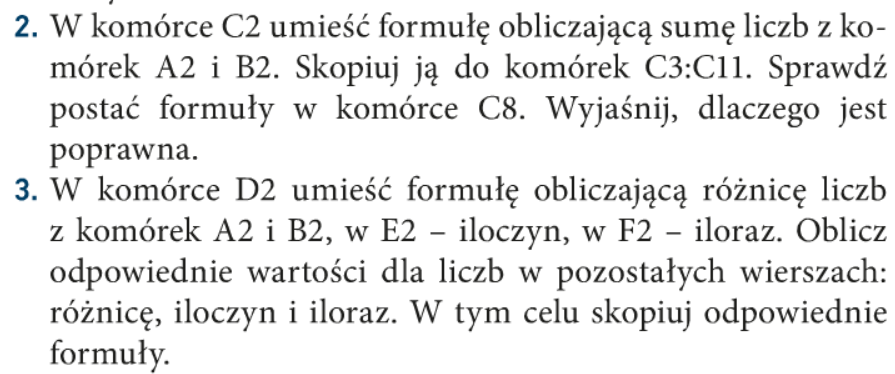 2. W komórce C2 umieść formułę obliczającą sumę liczb z ko-
mórek A2 i B2. Skopiuj ją do komórek C3:C11. Sprawdź
postać formuły w komórce C8. Wyjaśnij, dlaczego jest
poprawna.
3. W komórce D2 umieść formułę obliczającą różnicę liczb
z komórek A2 i B2, w E2 – iloczyn, w F2 – iloraz. Oblicz
odpowiednie wartości dla liczb w pozostałych wierszach:
różnicę, iloczyn i iloraz. W tym celu skopiuj odpowiednie
formuły.